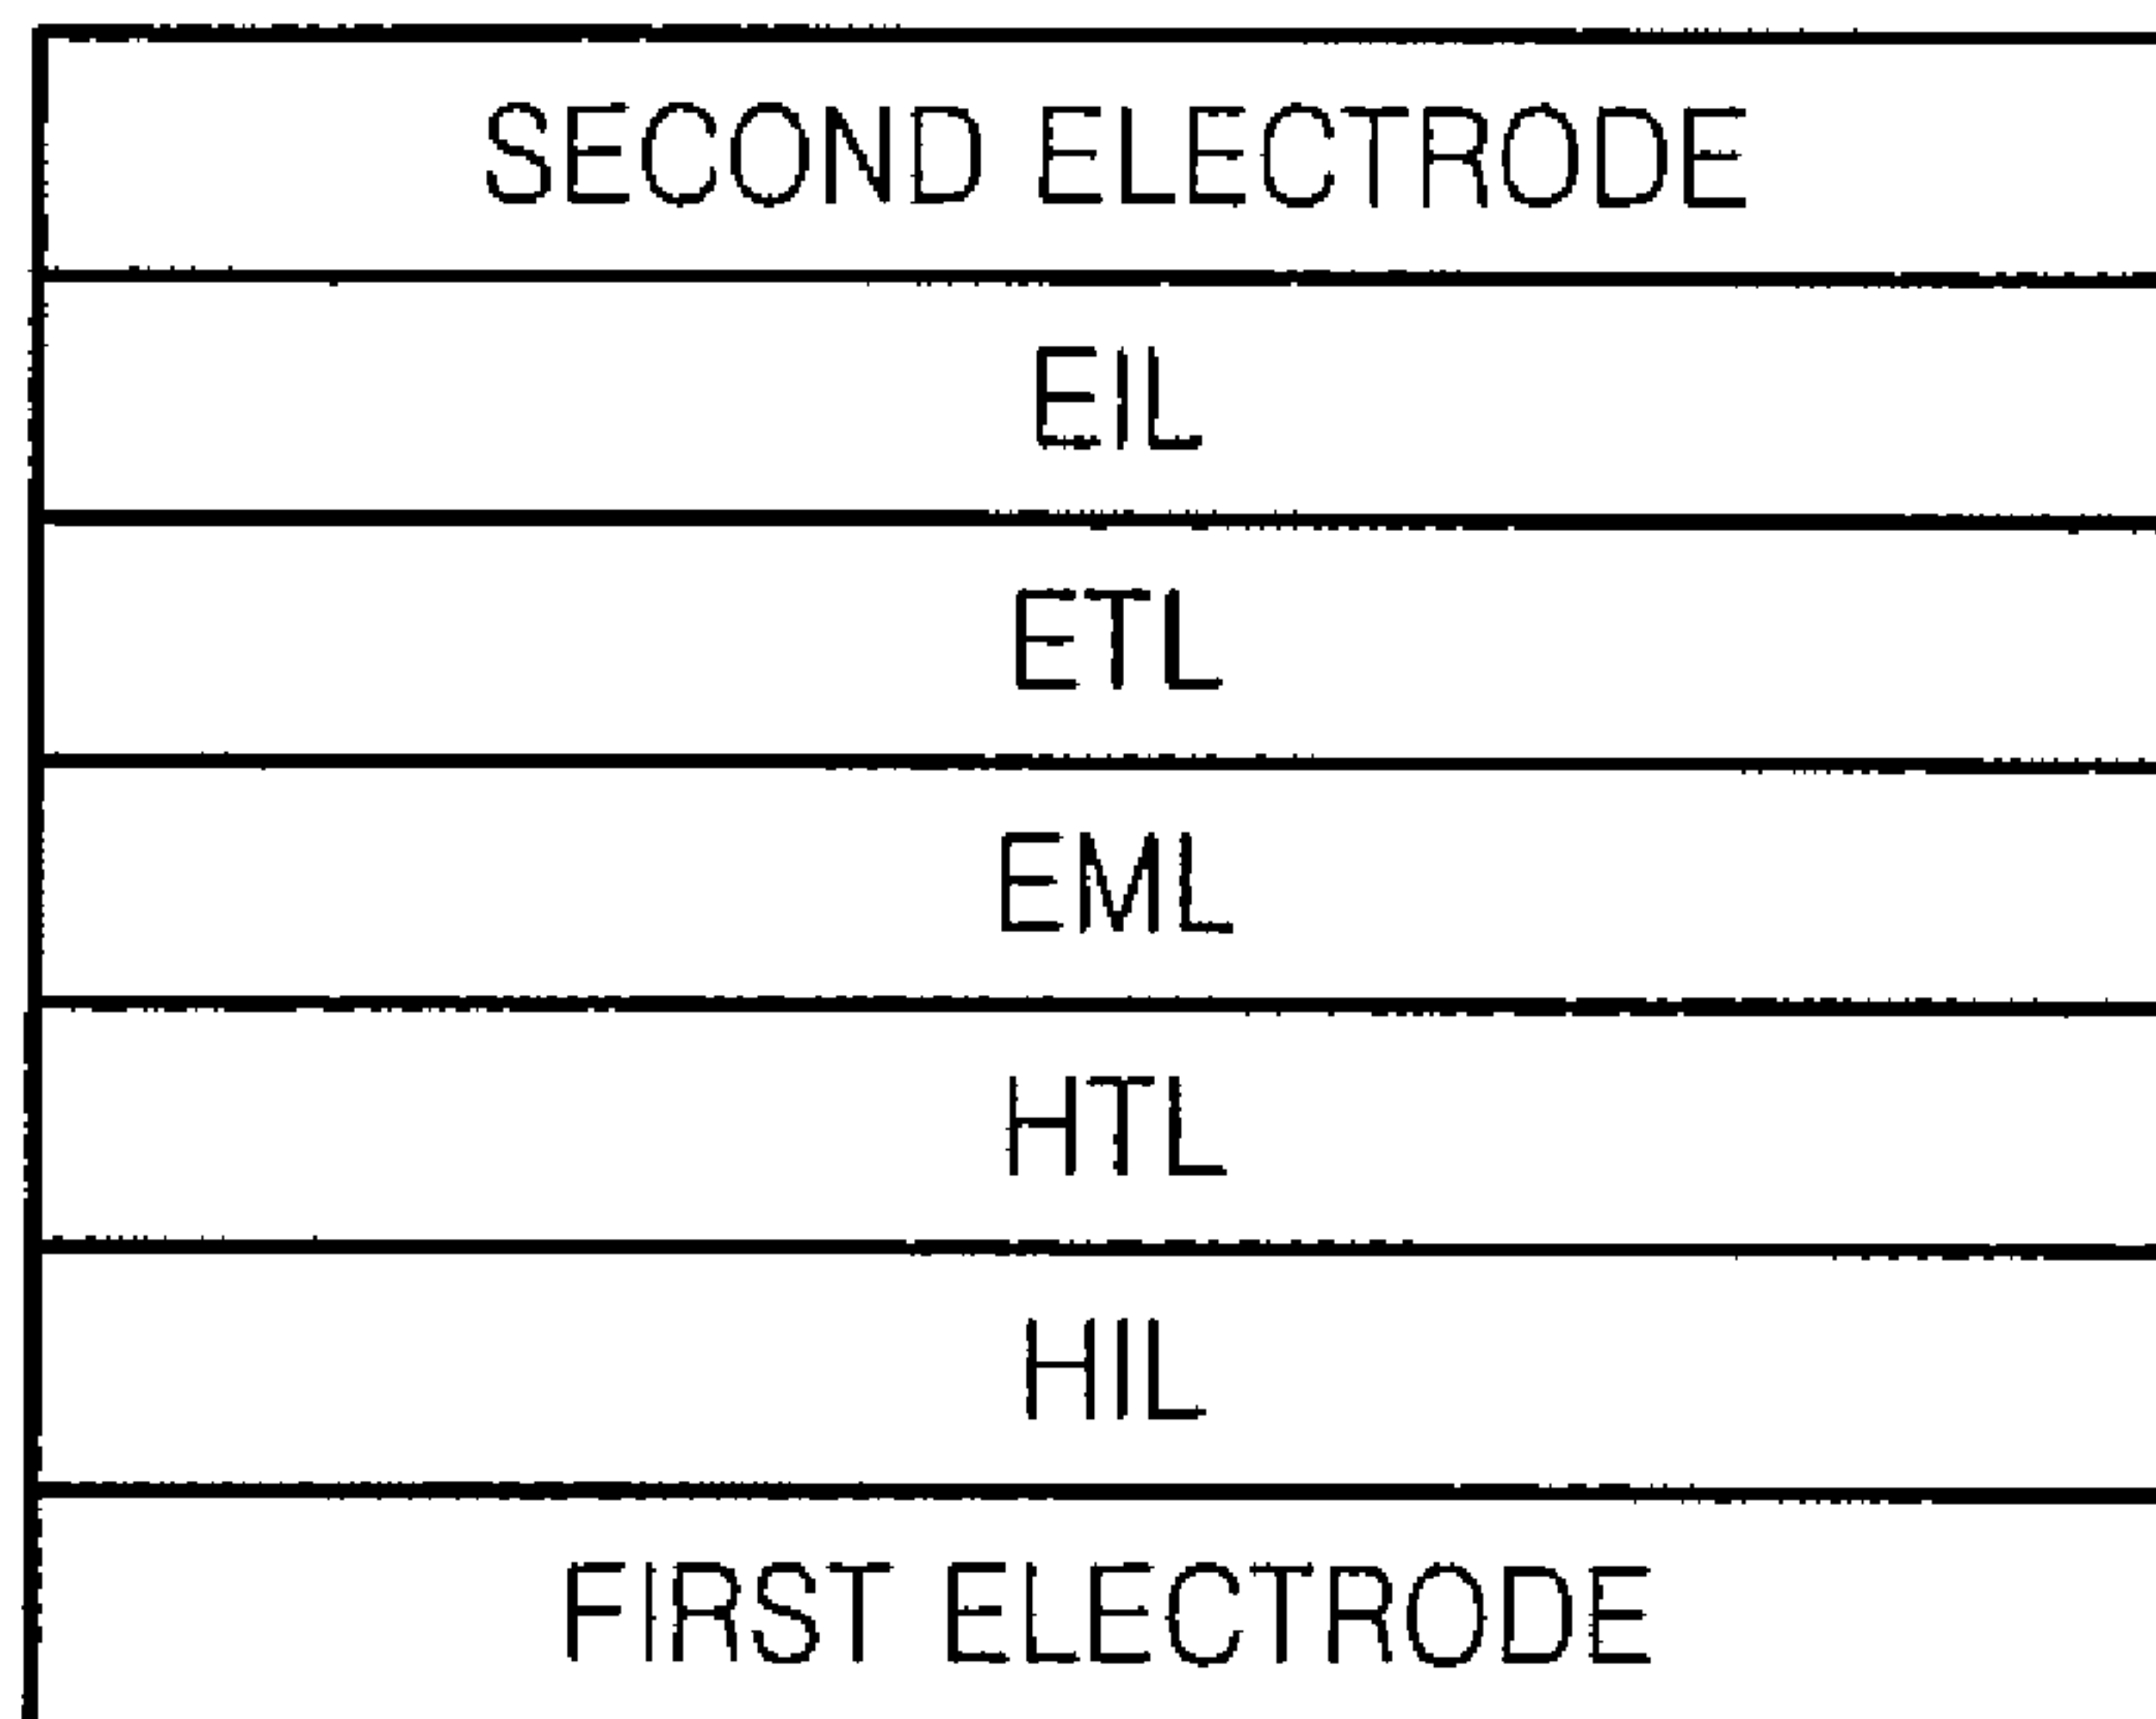 SECOND ELECTRODE
EIL
ETL
EML
HTL
HIL
FIRST ELECTRODE